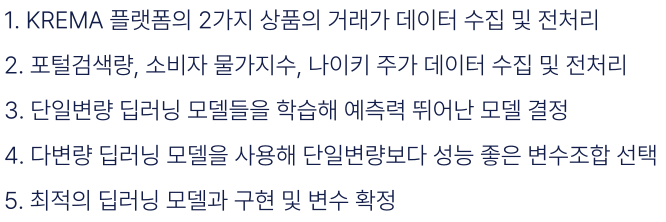 1. KREMA 플랫폼의 2가지 상품의 거래가 데이터 수집 및 전처리
2. 포털검색량, 소비자 물가지수, 나이키 주가 데이터 수집 및 전처리
3. 단일변량 딥러닝 모델들을 학습해 예측력 뛰어난 모델 결정
4. 다변량 딥러닝 모델을 사용해 단일변량보다 성능 좋은 변수조합 선택
5. 최적의 딥러닝 모델과 구현 및 변수 확정